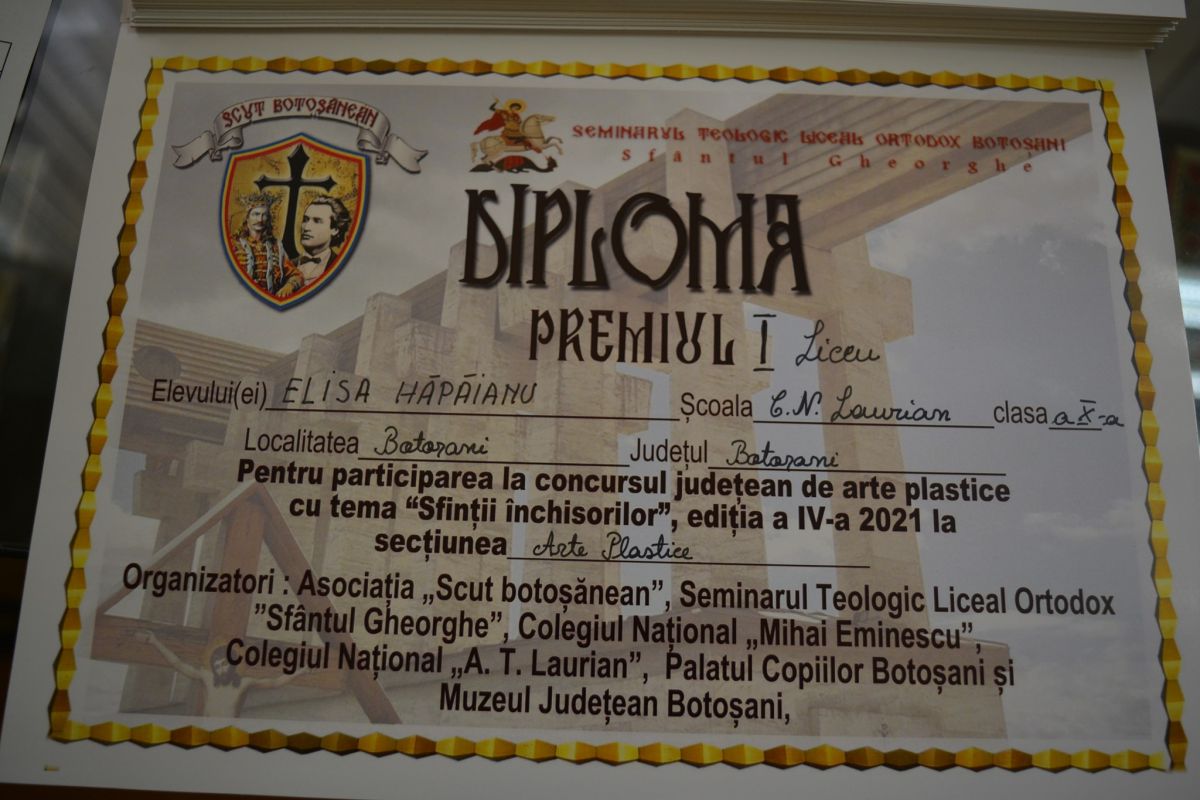 SCUT BOTOȘĂNEAN
SEMINARUL TEOLOGIC LICEAL ORTODOX BOTOȘANI
Sfântul Gheorghe
DIPLOMA
PREMIUL I Liceu
Elevului(ei) ELISA HĂPĂIANU Școala C.N. Laurian clasa a X-a
Localitatea Botoșani Județul Botoșani
Pentru participarea la concursul județean de arte plastice
cu tema “Sfinții închisorilor”, ediția a IV-a 2021 la
secțiunea Arte Plastice
Organizatori : Asociația „Scut botoșănean”, Seminarul Teologic Liceal Ortodox
”Sfântul Gheorghe”, Colegiul Național „Mihai Eminescu”,
Colegiul Național „A. T. Laurian”, Palatul Copiilor Botoșani și
Muzeul Județean Botoșani,